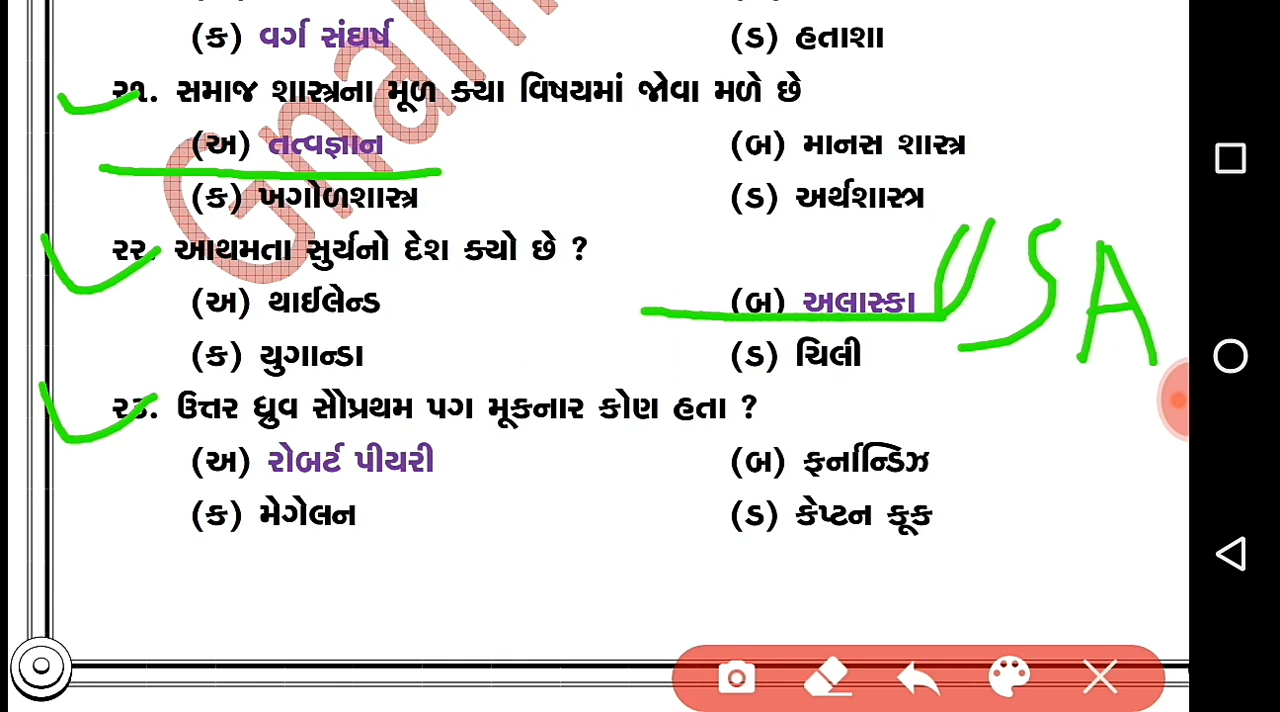 (ક) વર્ગ સંઘર્ષ (ડ) હતાશા
૨૧. સમાજ શાસ્ત્રના મૂળ ક્યા વિષયમાં જોવા મળે છે
(અ) તત્વજ્ઞાન (બ) માનસ શાસ્ત્ર
(ક) ખગોળશાસ્ત્ર (ડ) અર્થશાસ્ત્ર
૨૨. આથમતા સુર્યનો દેશ ક્યો છે ?
(અ) થાઈલેન્ડ (બ) અલાસ્કા USA
(ક) યુગાન્ડા (ડ) ચિલી
૨૩. ઉત્તર ધ્રુવ સૌપ્રથમ પગ મૂકનાર કોણ હતા ?
(અ) રોબર્ટ પીયરી (બ) ફર્નાન્ડિઝ
(ક) મેગેલન (ડ) કેપ્ટન કૂક